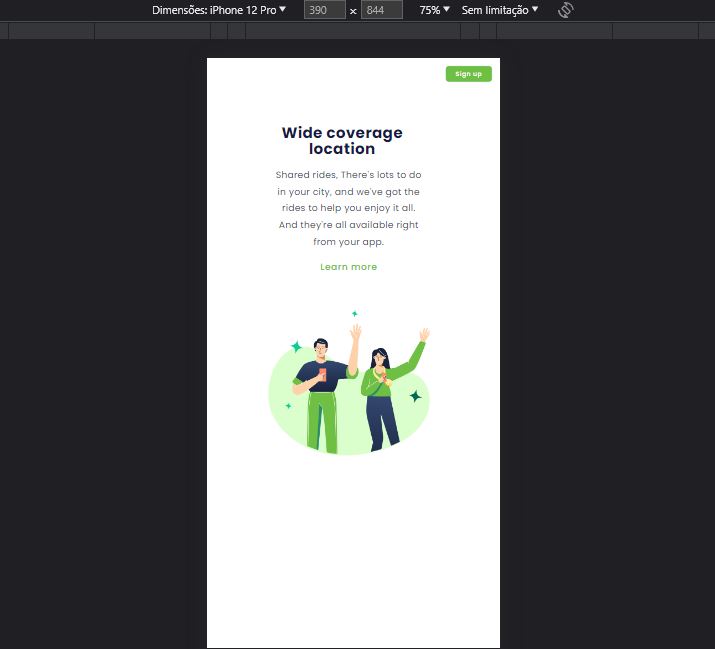 Dimensões: iPhone 12 Pro 390 x 844 75% Sem limitação
Sign up
Wide coverage
location
Shared rides, There's lots to do
in your city, and we've got the
rides to help you enjoy it all.
And they're all available right
from your app.
Learn more